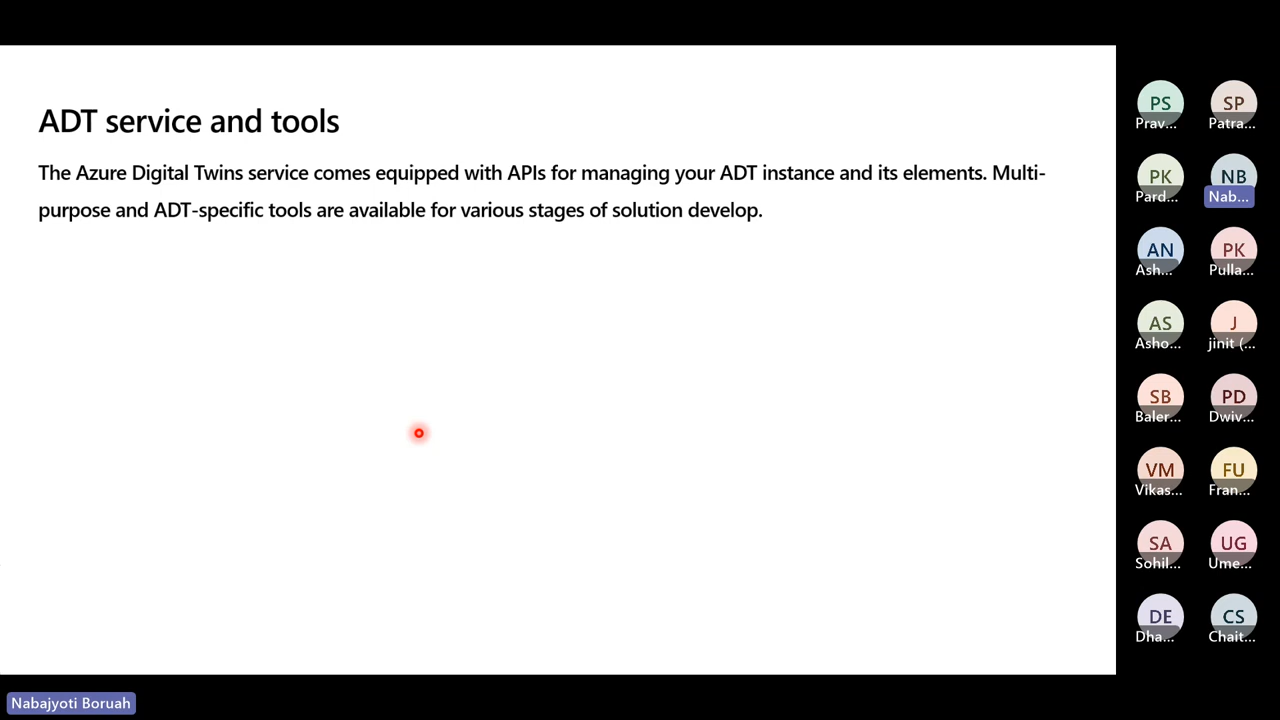 ADT service and tools
The Azure Digital Twins service comes equipped with APIs for managing your ADT instance and its elements. Multi-
purpose and ADT-specific tools are available for various stages of solution develop.
PS SP
Prav... Patra...
PK NB
Pard... Nab...
AN PK
Ash... Pulla...
AS J
Asho... jinit (...
SB PD
Baler... Dwiv...
VM FU
Vikas... Fran...
SA UG
Sohil... Ume...
DE CS
Dha... Chait...
Nabajyoti Boruah